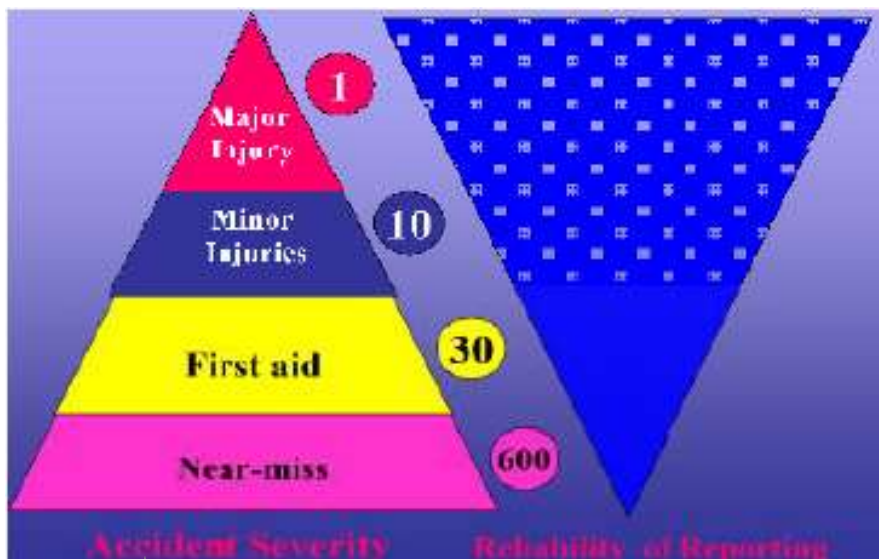 1
Major
Injury
Minor
Injuries
10
First aid
30
Near-miss
600
Accident Severity
Reliability of Reporting